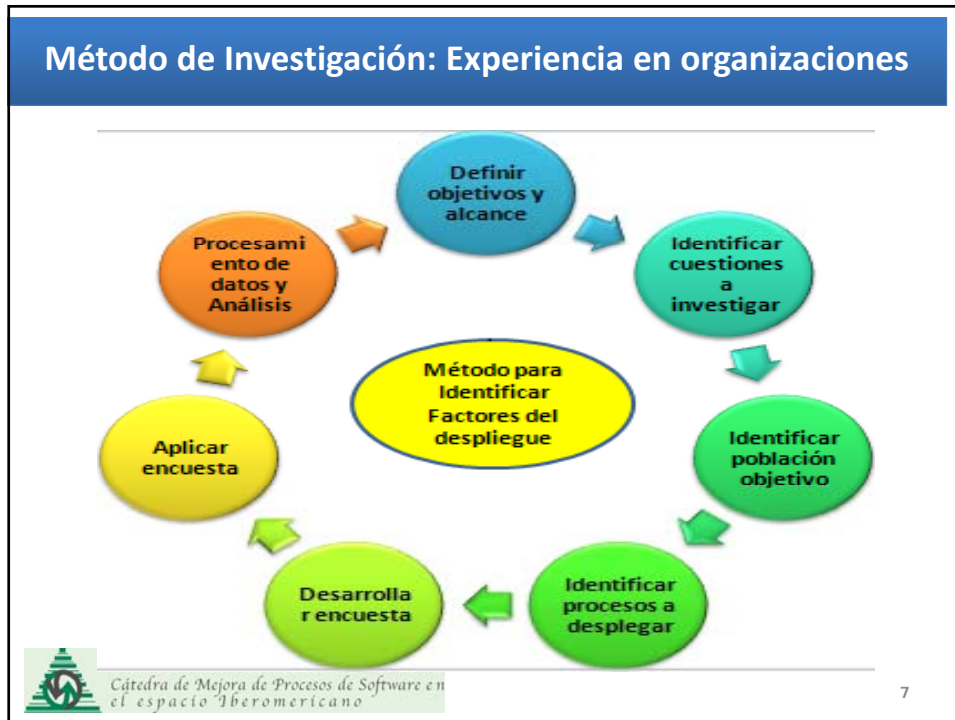 Método de Investigación: Experiencia en organizaciones
Definir
objetivos y
alcance
Identificar
cuestiones
a
investigar
Identificar
población
objetivo
Identificar
procesos a
desplegar
Desarrolla
r encuesta
Aplicar
encuesta
Procesami
ento de
datos y
Análisis
Método para
Identificar
Factores del
despliegue
Cátedra de Mejora de Procesos de Software en
el espacio Iberomericano
7